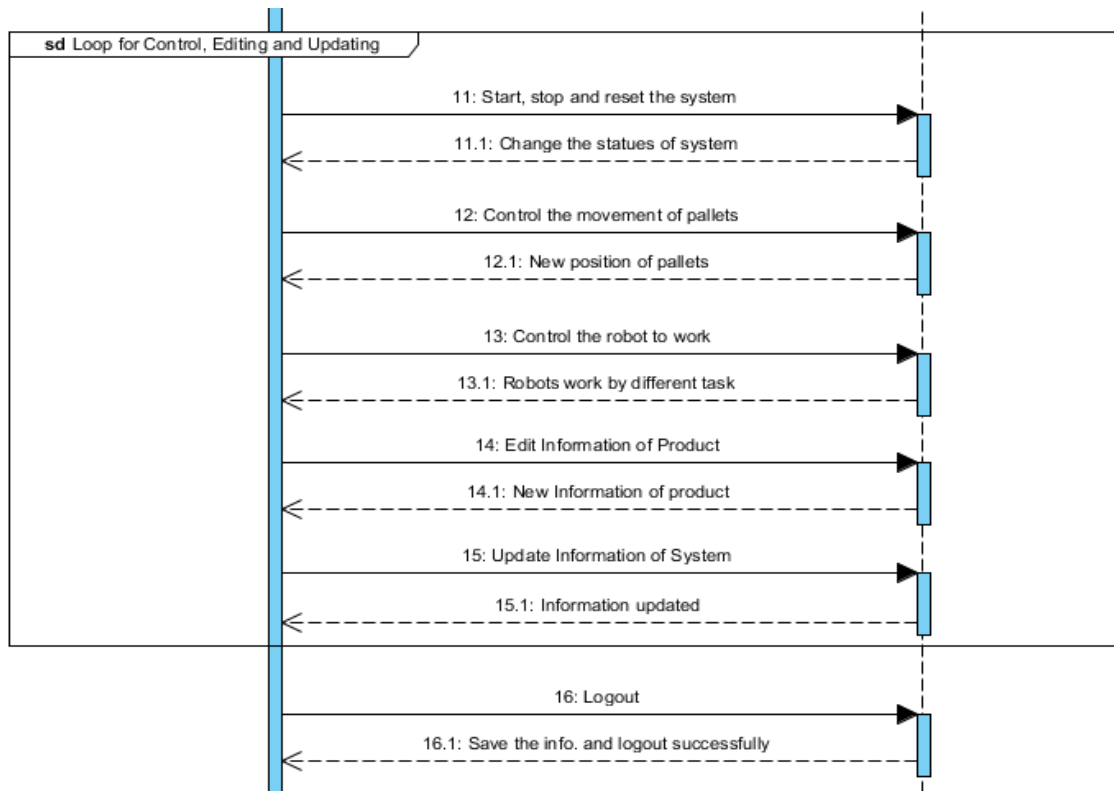 sd Loop for Control, Editing and Updating
11: Start, stop and reset the system
11.1: Change the statues of system
12: Control the movement of pallets
12.1: New position of pallets
13: Control the robot to work
13.1: Robots work by different task
14: Edit Information of Product
14.1: New Information of product
15: Update Information of System
15.1: Information updated
16: Logout
16.1: Save the info. and logout successfully